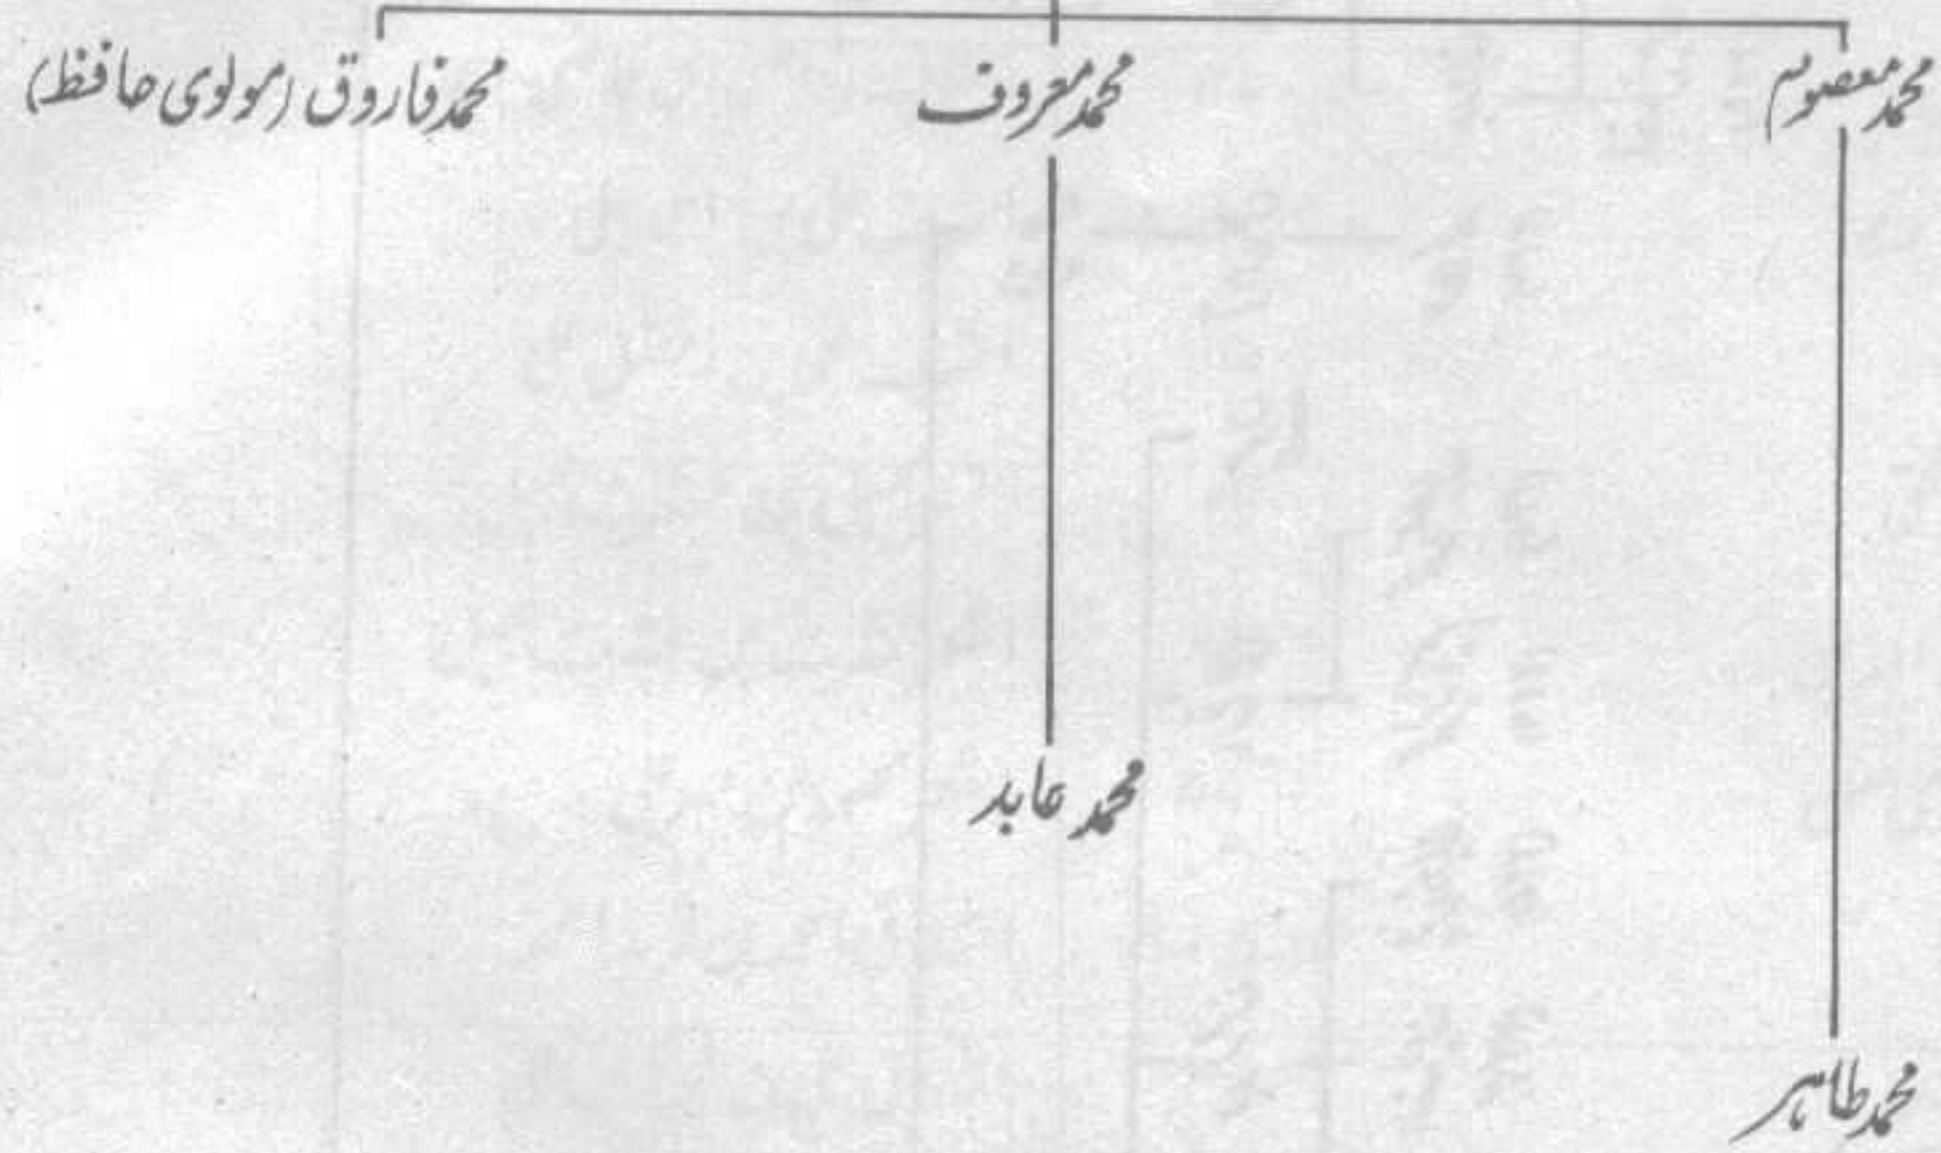 محمد معصوم محمد معروف محمد فاروق (مولوی حافظ)
محمد عابد
محمد طاہر